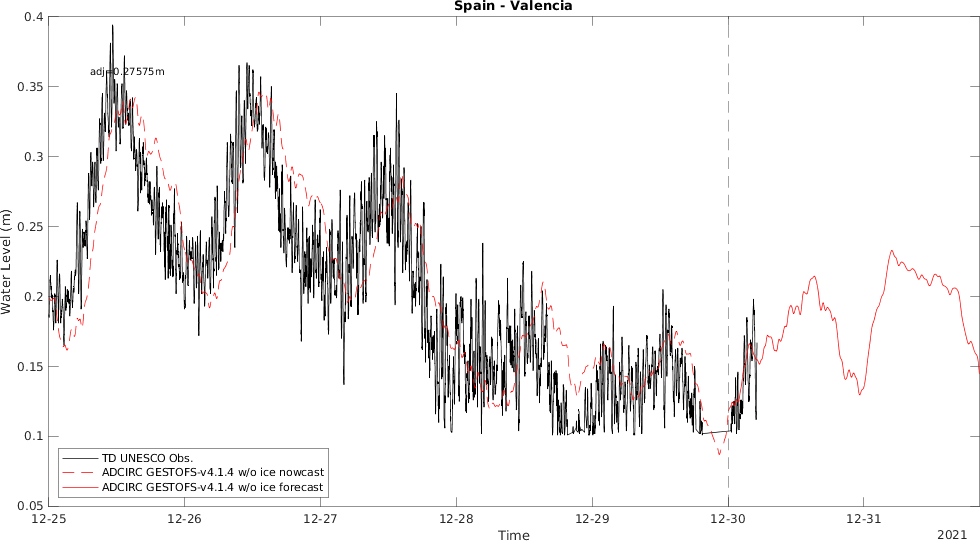 Spain - Valencia
0.4
adj=0.27575m
0.35
0.3
0.25
Water Level (m)
0.2
0.15
0.1
TD UNESCO Obs.
ADCIRC GESTOFS-v4.1.4 w/o ice nowcast
ADCIRC GESTOFS-v4.1.4 w/o ice forecast
0.05
12-25 12-26 12-27 12-28 12-29 12-30 12-31
Time
2021